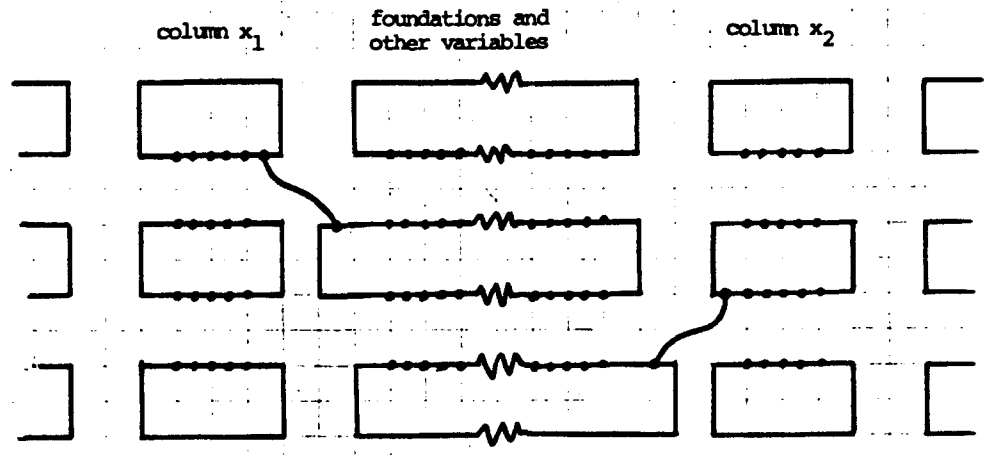 column x₁
foundations and
other variables
column x₂